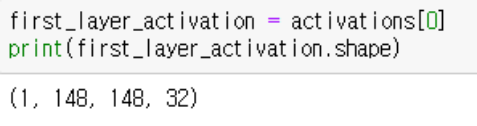 first_layer_activation = activations[0]
print(first_layer_activation.shape)
(1, 148, 148, 32)